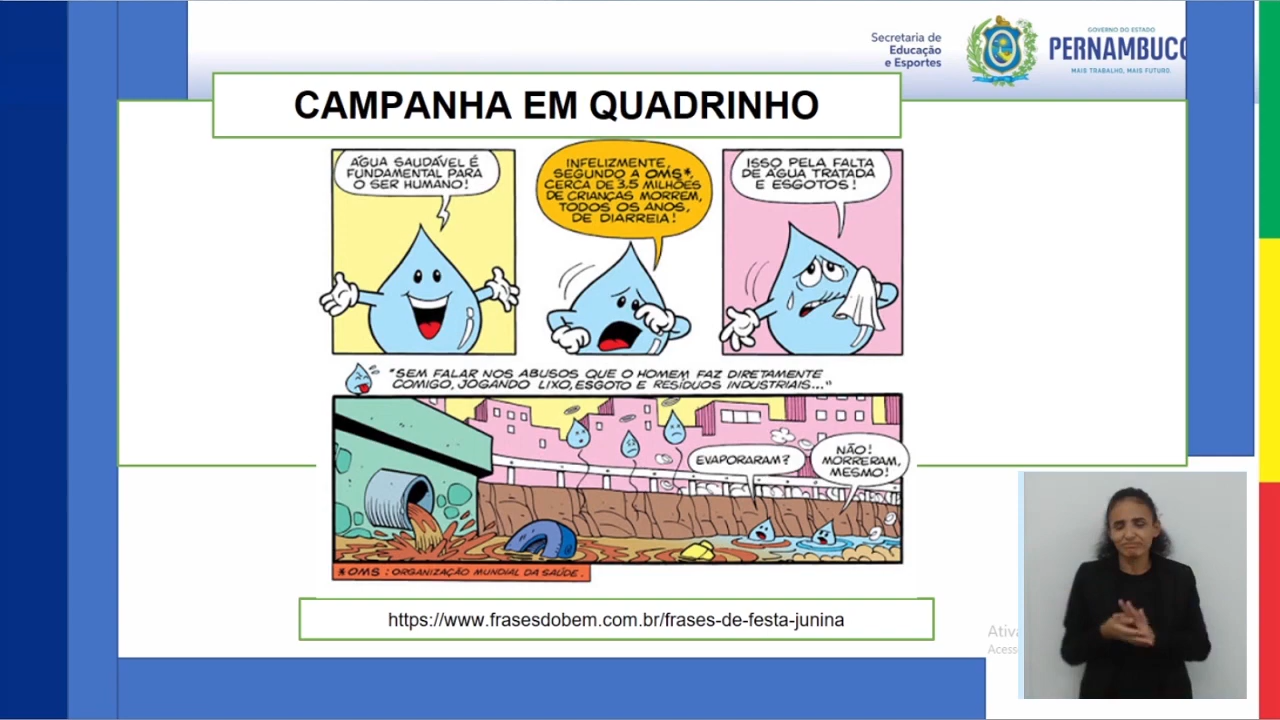 Secretaria de
Educação
e Esportes
GOVERNO DO ESTADO
PERNAMBUCO
MAIS TRABALHO, MAIS FUTURO.
CAMPANHA EM QUADRINHO
ÁGUA SAUDÁVEL É
FUNDAMENTAL PARA
O SER HUMANO!
INFELIZMENTE,
SEGUNDO A OMS*,
CERCA DE 3,5 MILHÕES
DE CRIANÇAS MORREM,
TODOS OS ANOS,
DE DIARREIA!
ISSO PELA FALTA
DE ÁGUA TRATADA
E ESGOTOS!
"SEM FALAR NOS ABUSOS QUE O HOMEM FAZ DIRETAMENTE
COMIGO, JOGANDO LIXO, ESGOTO E RESÍDUOS INDUSTRIAIS..."
EVAPORARAM?
NÃO!
MORRERAM,
MESMO!
*OMS: ORGANIZAÇÃO MUNDIAL DA SAÚDE.
https://www.frasesdobem.com.br/frases-de-festa-junina